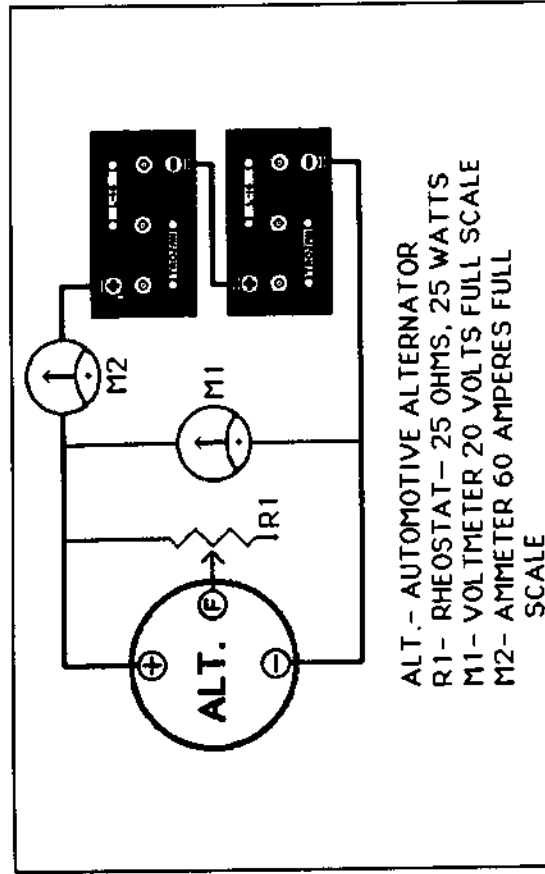 M2
M1
R1
ALT.
F
ALT.- AUTOMOTIVE ALTERNATOR
R1- RHEOSTAT- 25 OHMS, 25 WATTS
M1- VOLTMETER 20 VOLTS FULL SCALE
M2- AMMETER 60 AMPERES FULL
SCALE